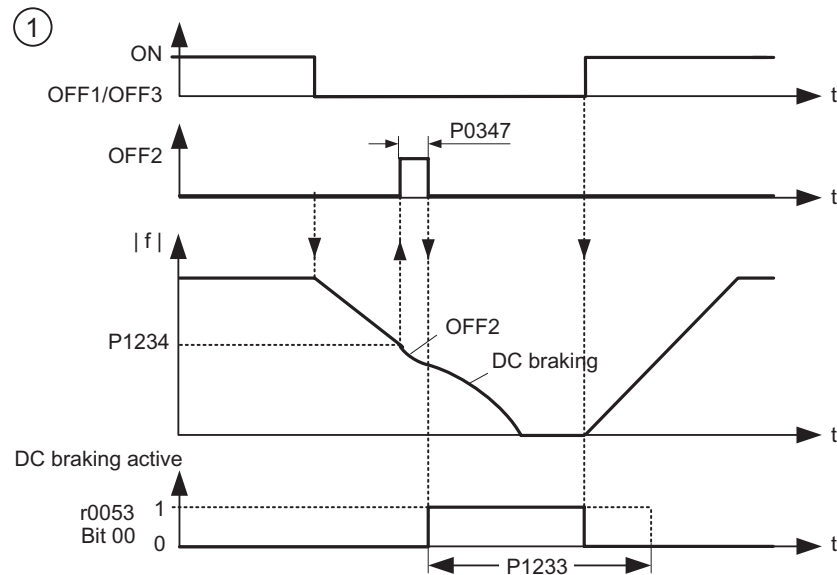 1
ON
OFF1/OFF3
t
P0347
OFF2
t
| f |
P1234
OFF2
DC braking
t
DC braking active
r0053
Bit 00
1
0
t
P1233